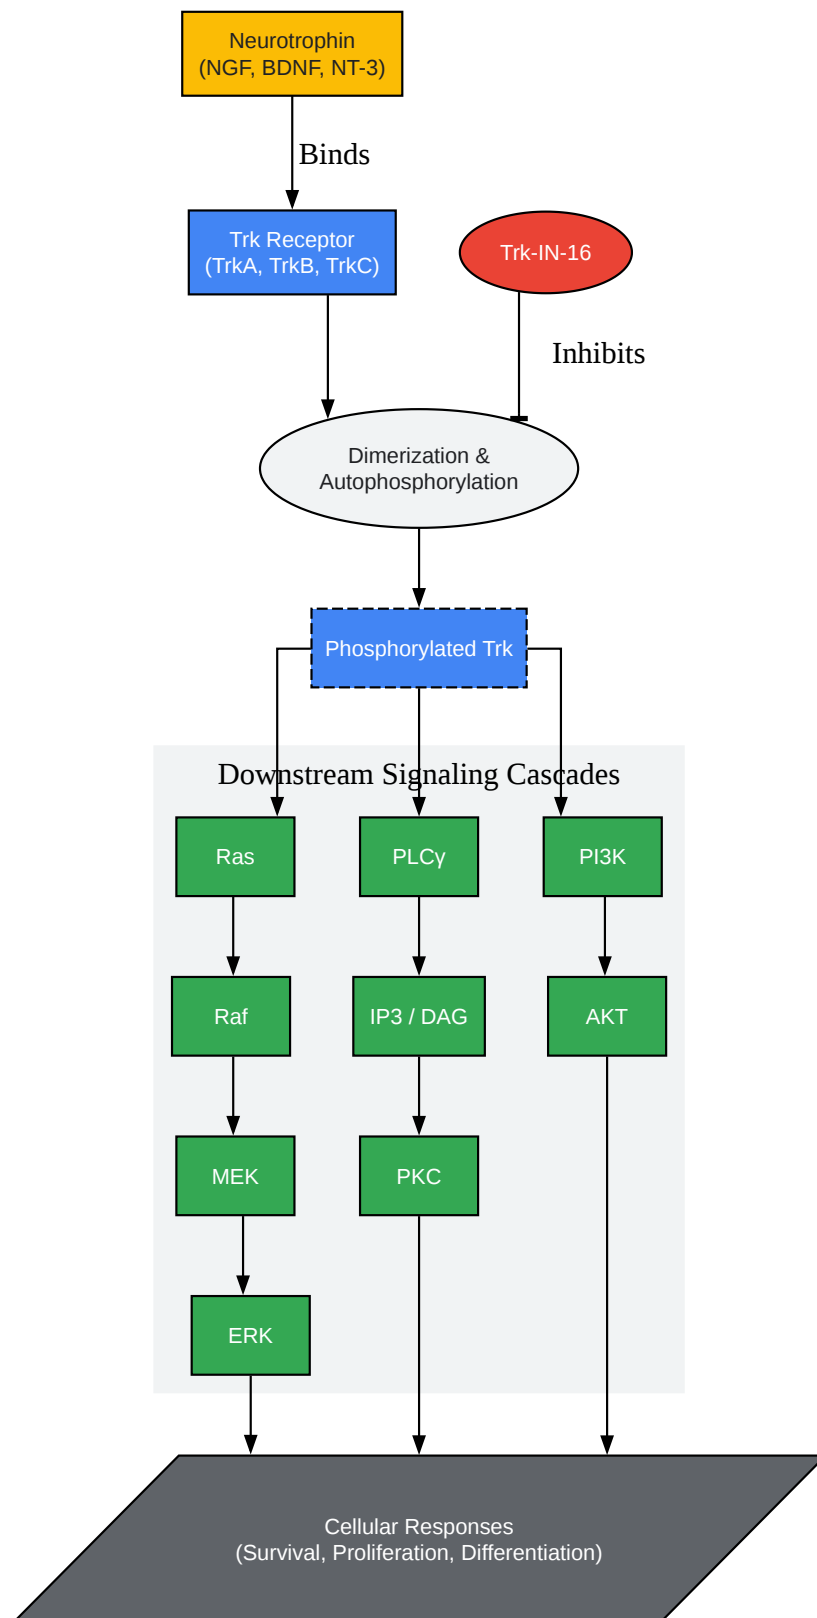 Neurotrophin
(NGF, BDNF, NT-3)
Binds
Trk Receptor
(TrkA, TrkB, TrkC)
Trk-IN-16
Inhibits
Dimerization &
Autophosphorylation
Phosphorylated Trk
Downstream Signaling Cascades
Ras
PLCγ
PI3K
Raf
IP3 / DAG
AKT
MEK
PKC
ERK
Cellular Responses
(Survival, Proliferation, Differentiation)